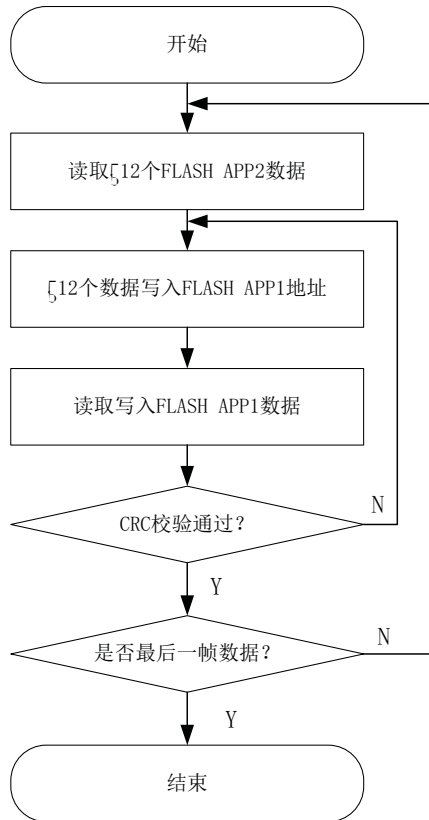 开始
读取512个FLASH APP2数据
512个数据写入FLASH APP1地址
读取写入FLASH APP1数据
CRC校验通过?
N
Y
是否最后一帧数据?
N
Y
结束